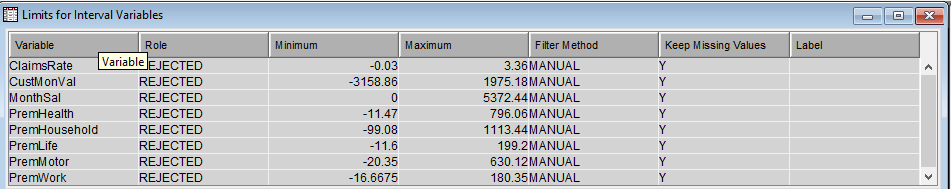 Limits for Interval Variables
Variable Role Minimum Maximum Filter Method Keep Missing Values Label
Variable
ClaimsRate REJECTED -0.03 3.36 MANUAL Y
CustMonVal REJECTED -3158.86 1975.18 MANUAL Y
MonthSal REJECTED 0 5372.44 MANUAL Y
PremHealth REJECTED -11.47 796.06 MANUAL Y
PremHousehold REJECTED -99.08 1113.44 MANUAL Y
PremLife REJECTED -11.6 199.2 MANUAL Y
PremMotor REJECTED -20.35 630.12 MANUAL Y
PremWork REJECTED -16.6675 180.35 MANUAL Y